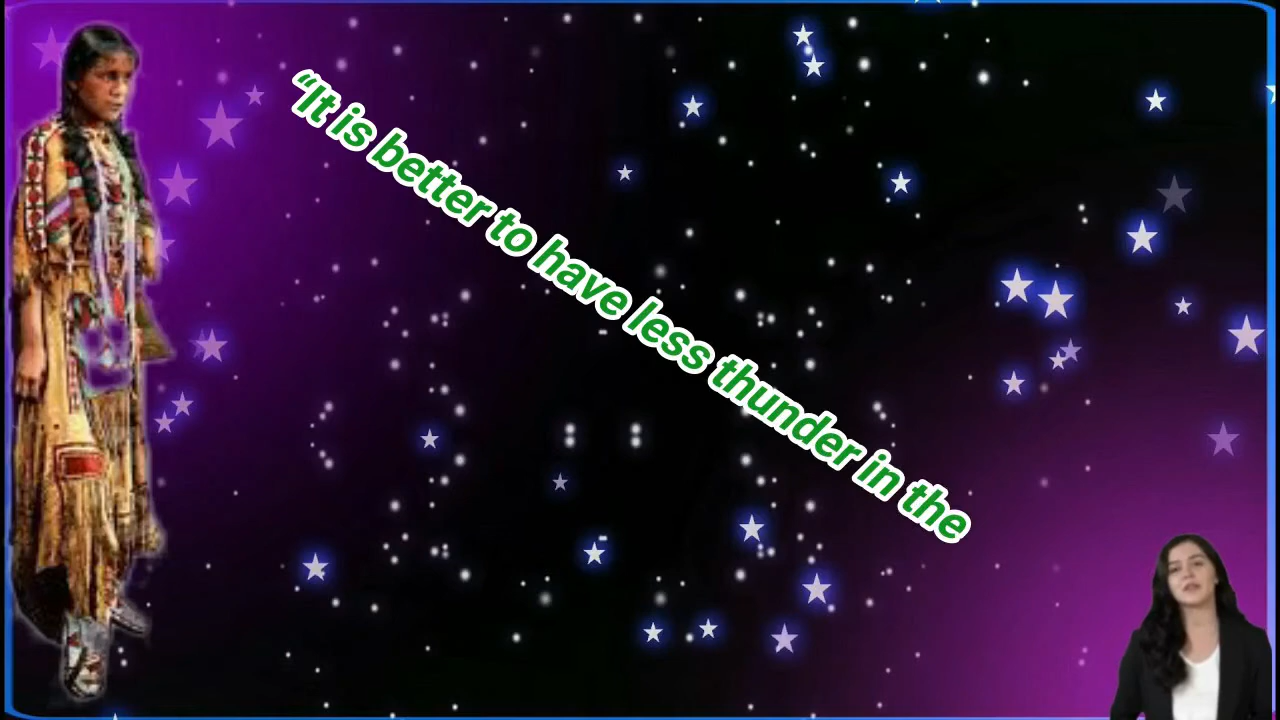 “It is better to have less thunder in the